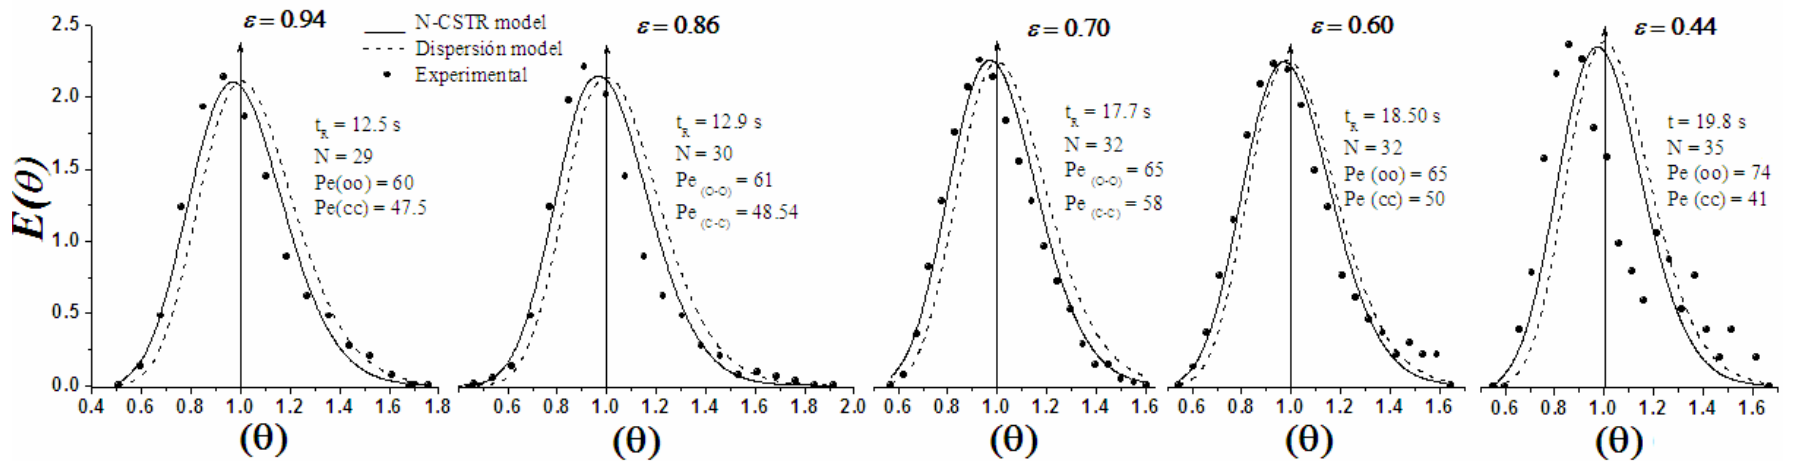 ε = 0.94
N-CSTR model
Dispersión model
Experimental
t_R = 12.5 s
N = 29
Pe(oo) = 60
Pe(cc) = 47.5
ε = 0.86
t_R = 12.9 s
N = 30
Pe (O-O) = 61
Pe (C-C) = 48.54
ε = 0.70
t_R = 17.7 s
N = 32
Pe (O-O) = 65
Pe (C-C) = 58
ε = 0.60
t_R = 18.50 s
N = 32
Pe (oo) = 65
Pe (cc) = 50
ε = 0.44
t = 19.8 s
N = 35
Pe (oo) = 74
Pe (cc) = 41
E(θ)
2.5
2.0
1.5
1.0
0.5
0.0
0.4 0.6 0.8 1.0 1.2 1.4 1.6 1.8
0.6 0.8 1.0 1.2 1.4 1.6 1.8 2.0
0.6 0.8 1.0 1.2 1.4 1.6
0.6 0.8 1.0 1.2 1.4 1.6
0.6 0.8 1.0 1.2 1.4 1.6
(θ) (θ) (θ) (θ) (θ)